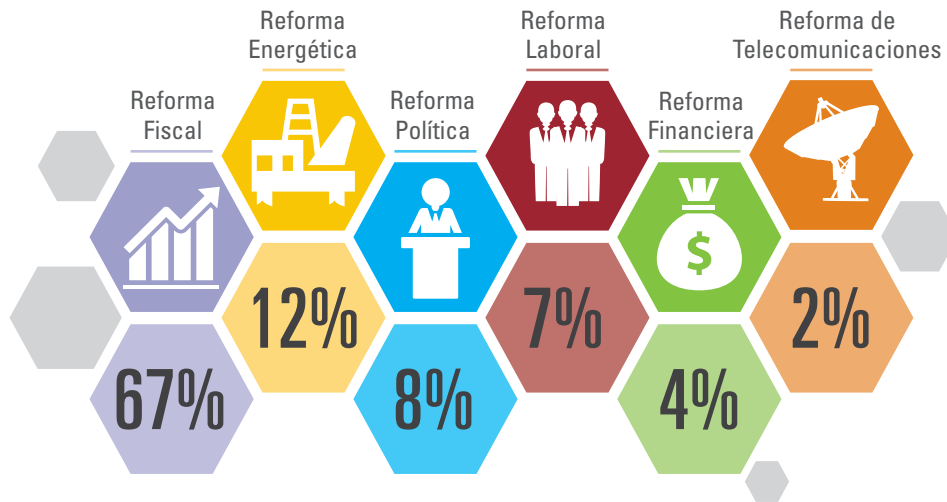 Reforma
Fiscal
67%
Reforma
Energética
12%
Reforma
Política
8%
Reforma
Laboral
7%
Reforma
Financiera
$
4%
Reforma de
Telecomunicaciones
2%